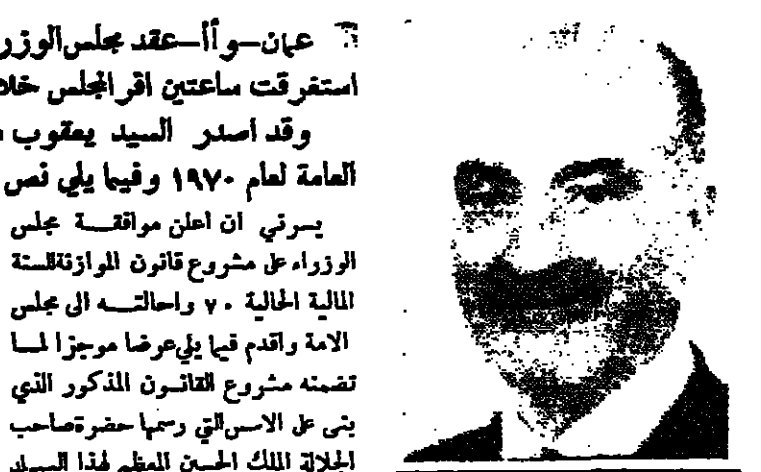 عمان—و أ أ—عقد مجلس الوزر
استغرقت ساعتين اقر المجلس خلا
وقد اصدر السيد يعقوب
العامة لعام ١٩٧٠ وفيما يلي نص
يسرني ان اعلن موافقة مجلس
الوزراء على مشروع قانون الموازنة للسنة
المالية الحالية ٧٠ واحالته الى مجلس
الامة واقدم فيما يلي عرضا موجزا لما
تضمنه مشروع القانون المذكور الذي
بنى على الاسس التي رسمها حضرة صاحب
الجلالة الملك الحسين المعظم لهذا